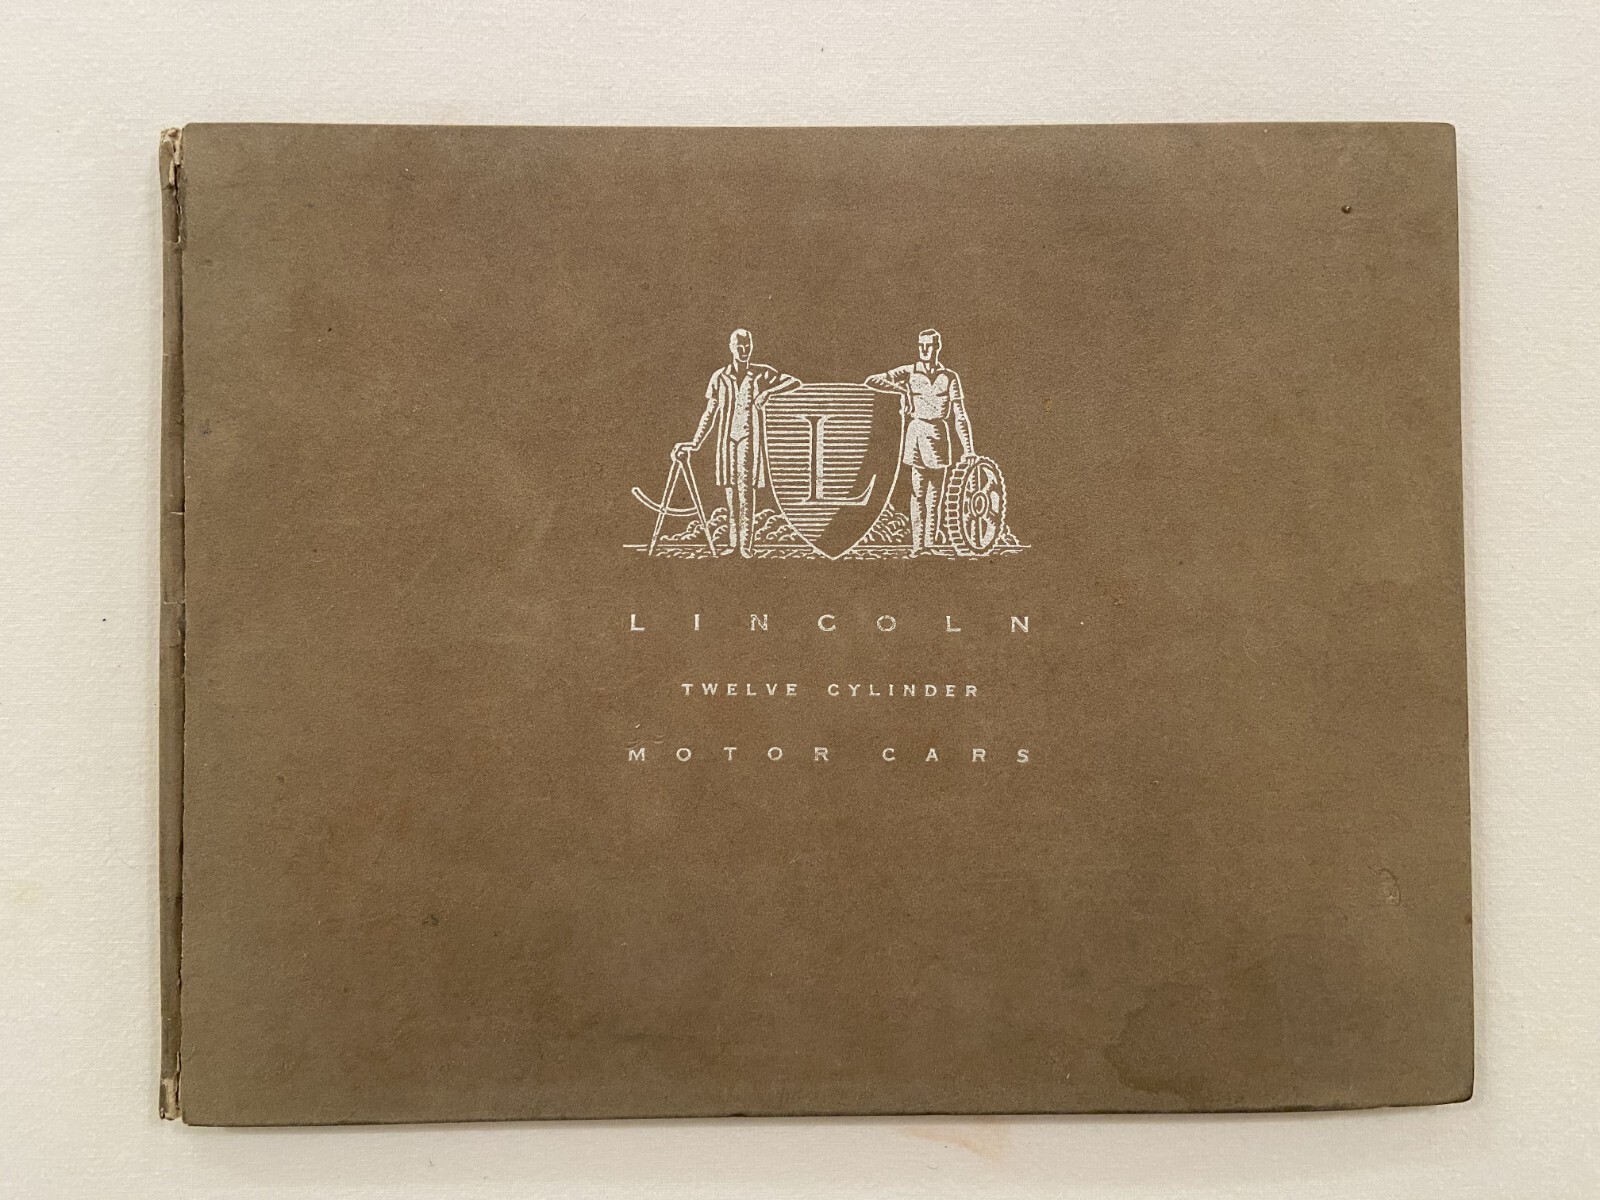 L
LINCOLN
TWELVE CYLINDER
MOTOR CARS